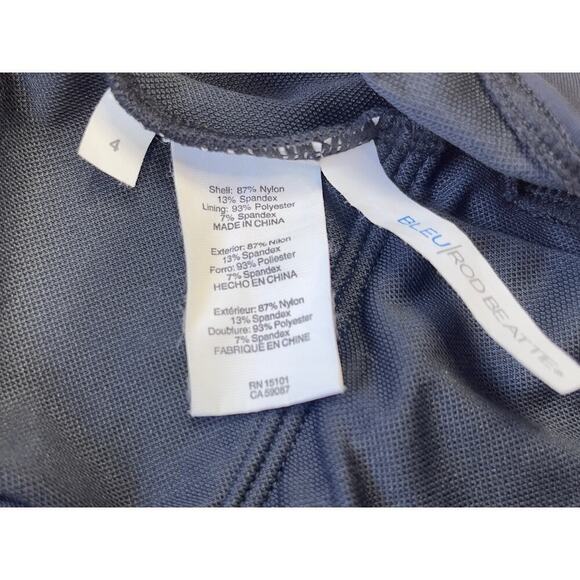 4
Shell: 87% Nylon
13% Spandex
Lining: 93% Polyester
7% Spandex
MADE IN CHINA
Exterior: 87% Nilon
13% Spandex
Forro: 93% Poliester
7% Spandex
HECHO EN CHINA
Extérieur: 87% Nylon
13% Spandex
Doublure: 93% Polyester
7% Spandex
FABRIQUE EN CHINE
RN 15101
CA 59087
BLEU|ROD BEATTIE®